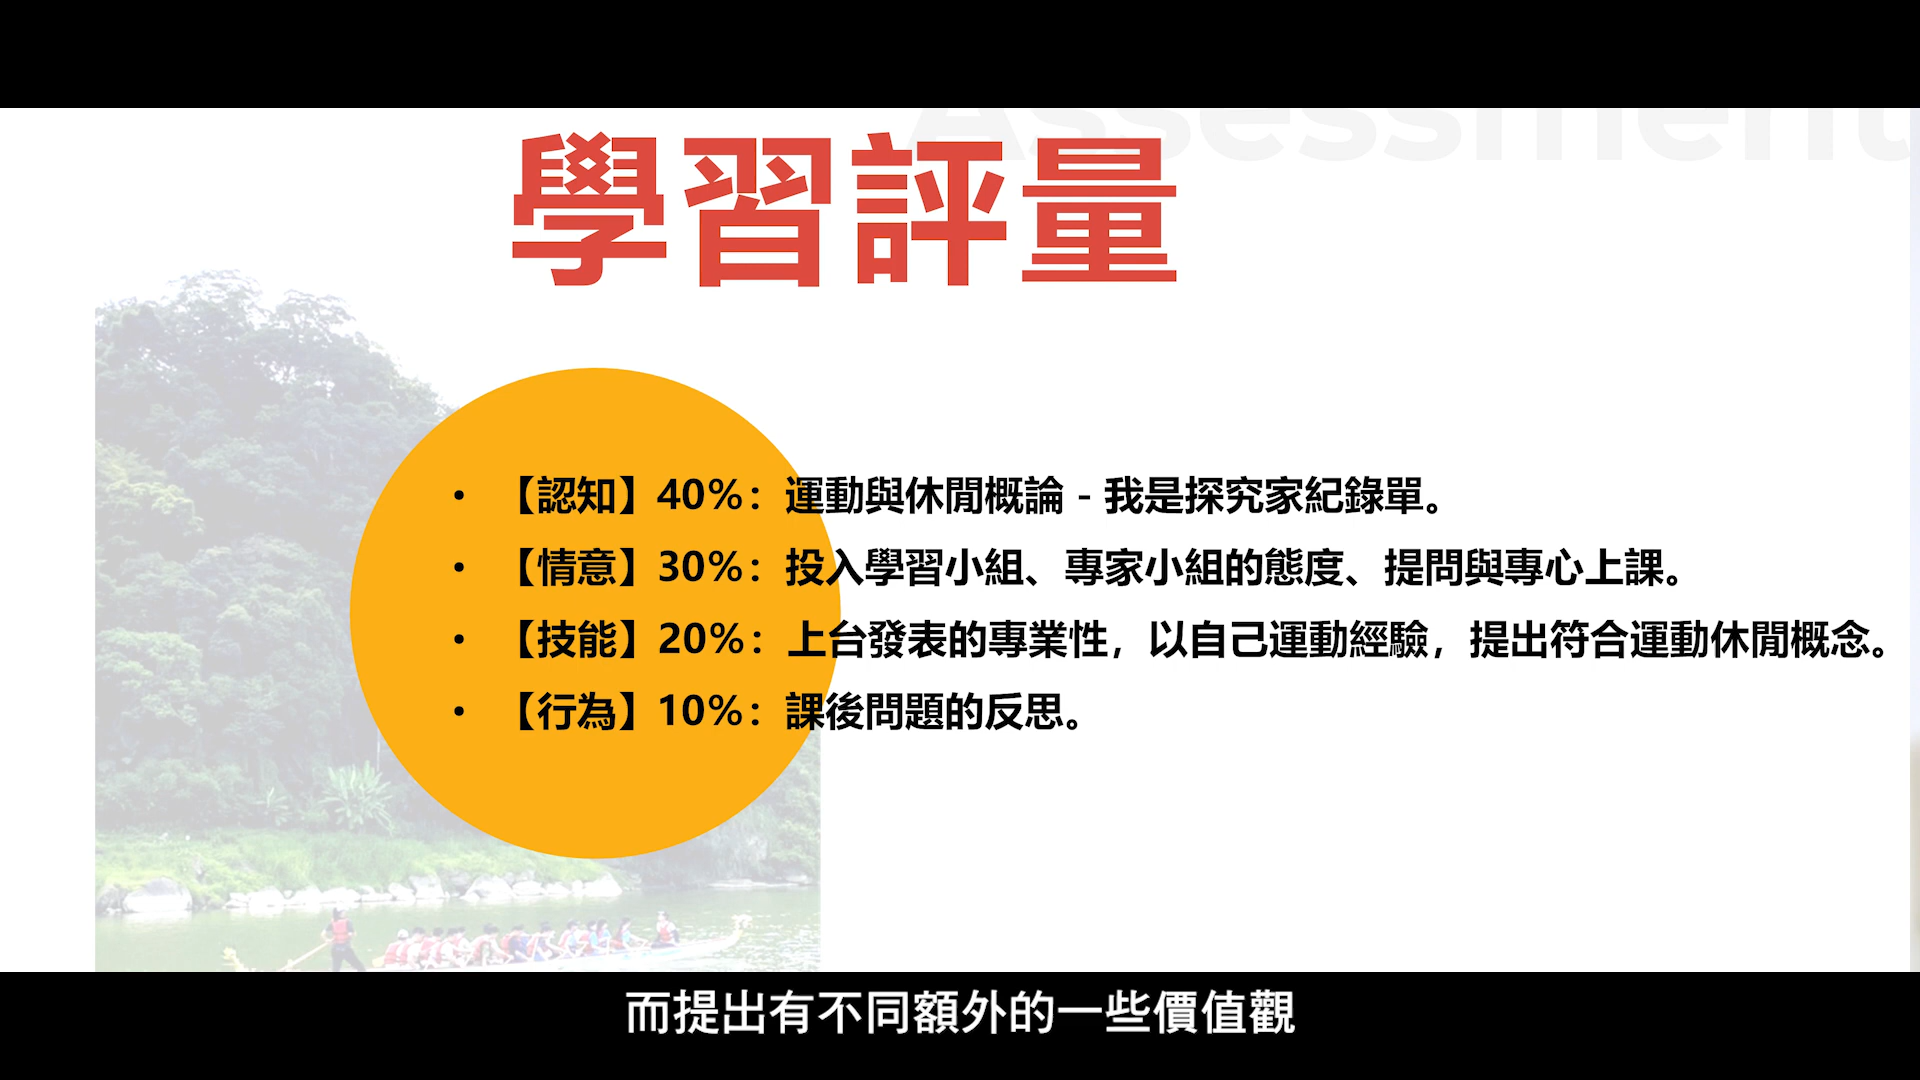 Assessment
學習評量
• 【認知】40%：運動與休閒概論 - 我是探究家紀錄單。
• 【情意】30%：投入學習小組、專家小組的態度、提問與專心上課。
• 【技能】20%：上台發表的專業性，以自己運動經驗，提出符合運動休閒概念。
• 【行為】10%：課後問題的反思。
而提出有不同額外的一些價值觀